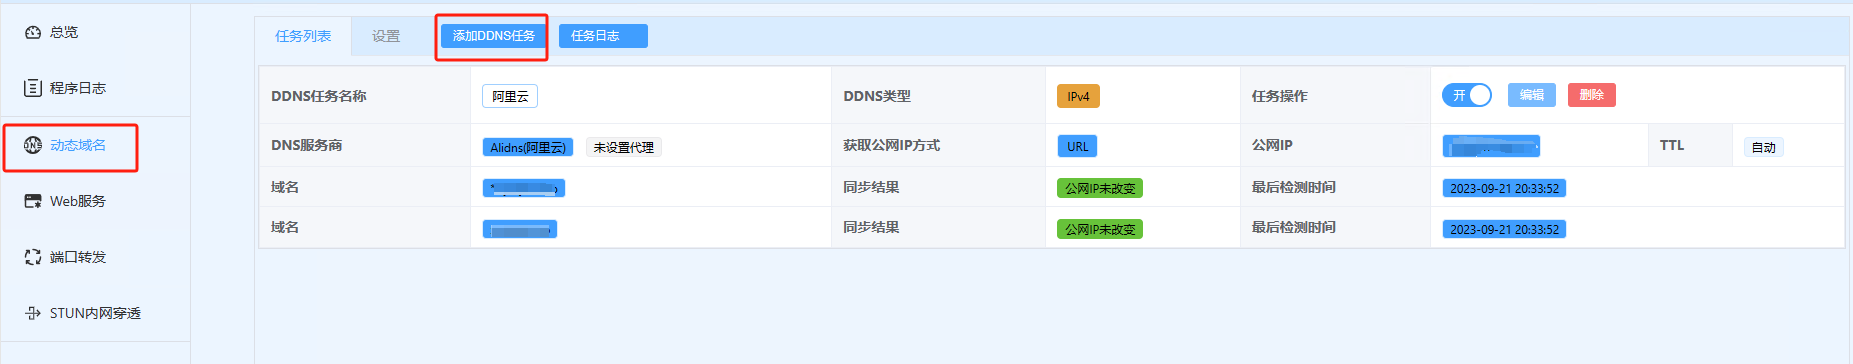 总览
程序日志
动态域名
Web服务
端口转发
STUN内网穿透
任务列表 设置 添加DDNS任务 任务日志
DDNS任务名称 阿里云 DDNS类型 IPv4 任务操作 开 编辑 删除
DNS服务商 Alidns(阿里云) 未设置代理 获取公网IP方式 URL 公网IP TTL 自动
域名 同步结果 公网IP未改变 最后检测时间 2023-09-21 20:33:52
域名 同步结果 公网IP未改变 最后检测时间 2023-09-21 20:33:52